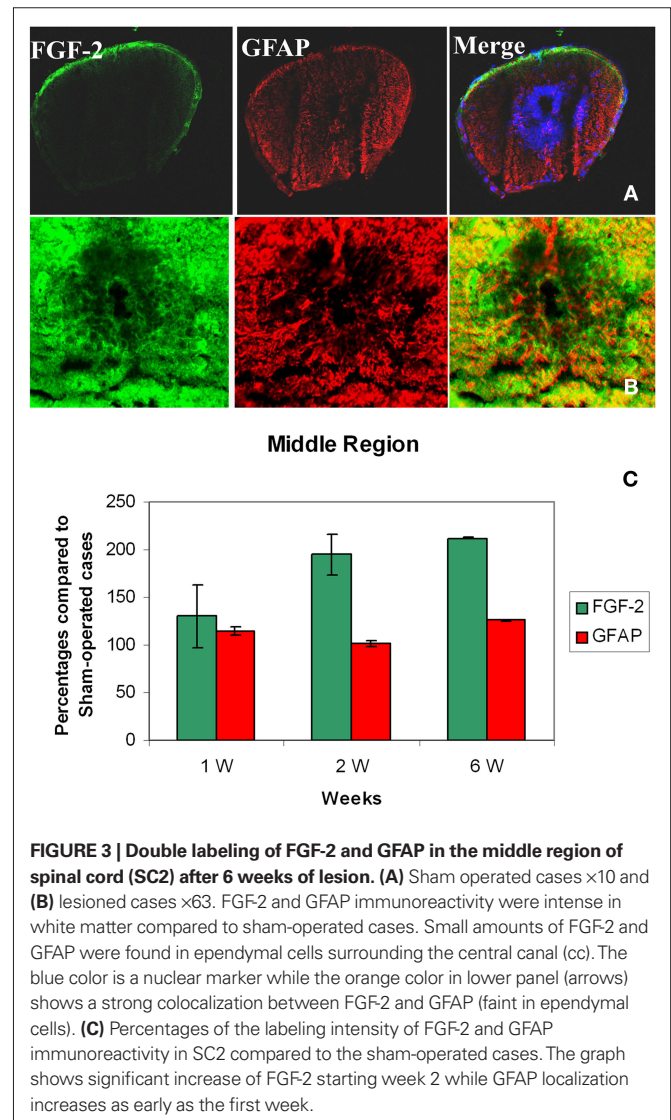 FGF-2 GFAP Merge
A
B
Middle Region
C
Percentages compared to
Sham-operated cases
250
200
150
100
50
0
1 W 2 W 6 W
Weeks
FGF-2
GFAP
FIGURE 3 | Double labeling of FGF-2 and GFAP in the middle region of
spinal cord (SC2) after 6 weeks of lesion. (A) Sham operated cases ×10 and
(B) lesioned cases ×63. FGF-2 and GFAP immunoreactivity were intense in
white matter compared to sham-operated cases. Small amounts of FGF-2 and
GFAP were found in ependymal cells surrounding the central canal (cc). The
blue color is a nuclear marker while the orange color in lower panel (arrows)
shows a strong colocalization between FGF-2 and GFAP (faint in ependymal
cells). (C) Percentages of the labeling intensity of FGF-2 and GFAP
immunoreactivity in SC2 compared to the sham-operated cases. The graph
shows significant increase of FGF-2 starting week 2 while GFAP localization
increases as early as the first week.